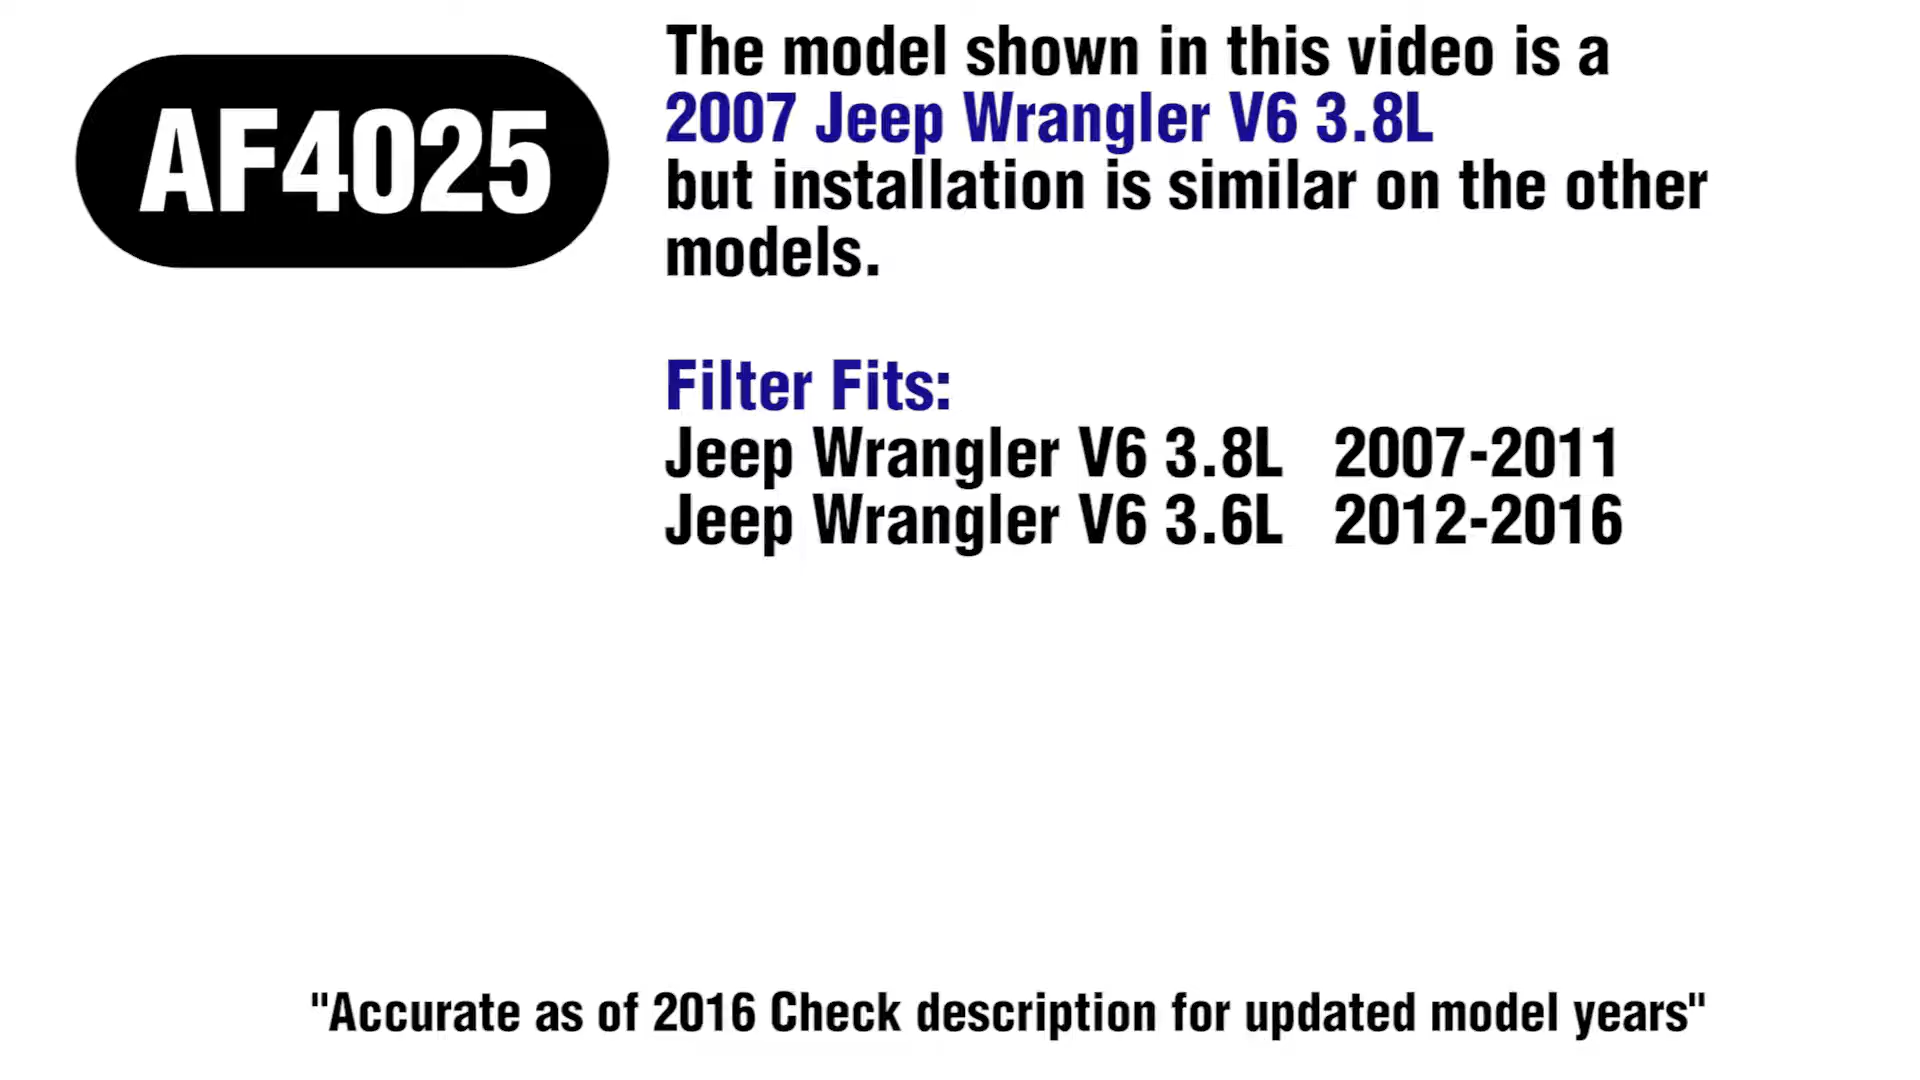 AF4025
The model shown in this video is a
2007 Jeep Wrangler V6 3.8L
but installation is similar on the other
models.
Filter Fits:
Jeep Wrangler V6 3.8L 2007-2011
Jeep Wrangler V6 3.6L 2012-2016
"Accurate as of 2016 Check description for updated model years"